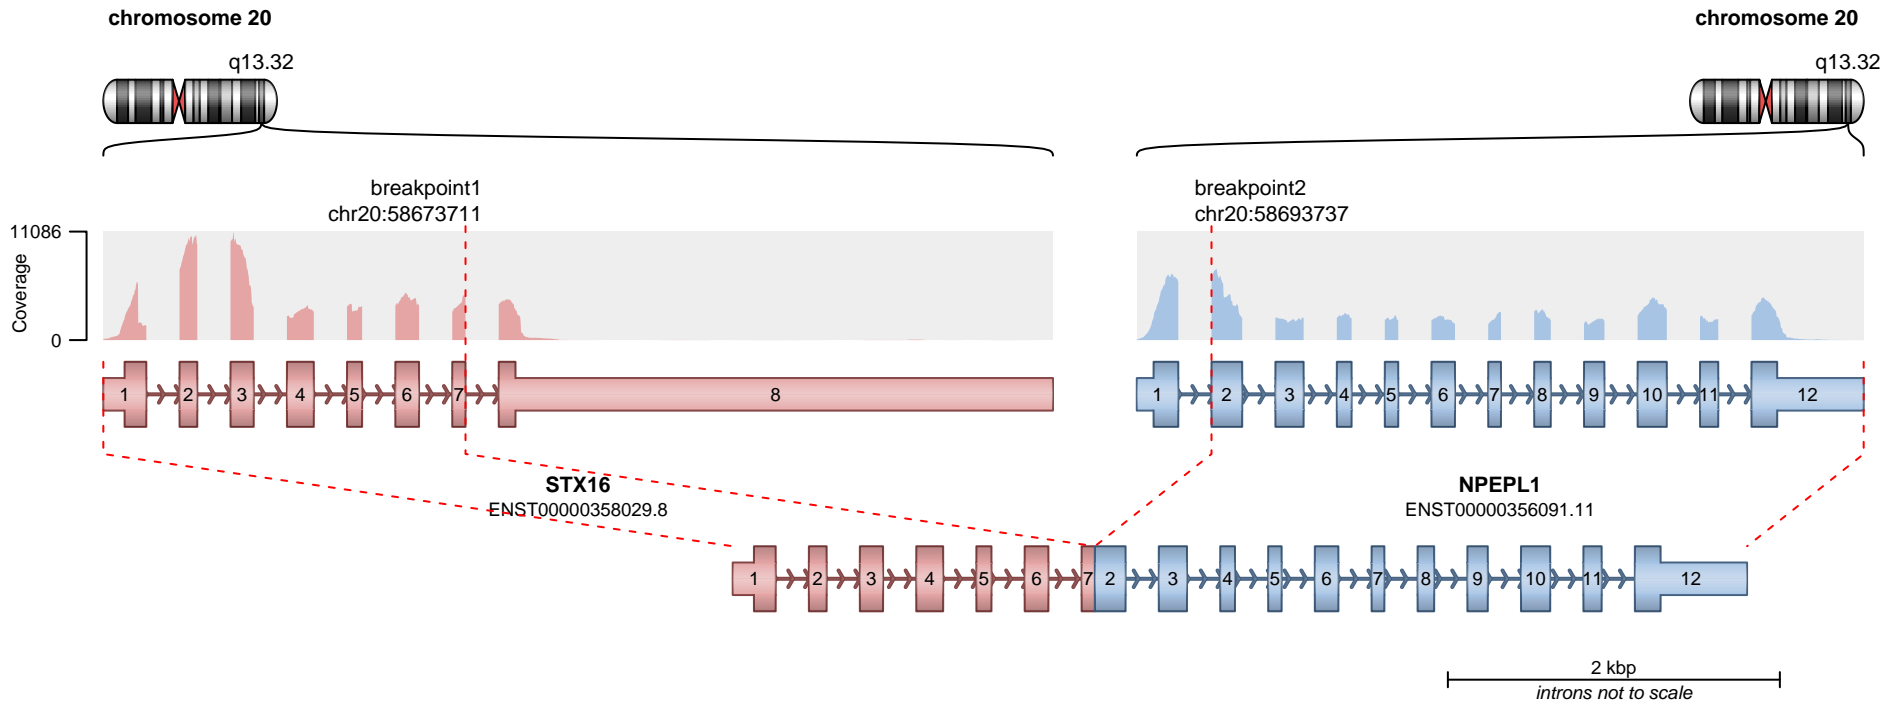 chromosome 20
chromosome 20
q13.32
q13.32
breakpoint1
chr20:58673711
breakpoint2
chr20:58693737
11086
Coverage
0
1 2 3 4 5 6 7 8
1 2 3 4 5 6 7 8 9 10 11 12
STX16
ENST00000358029.8
NPEPL1
ENST00000356091.11
1 2 3 4 5 6 7 2 3 4 5 6 7 8 9 10 11 12
2 kbp
introns not to scale